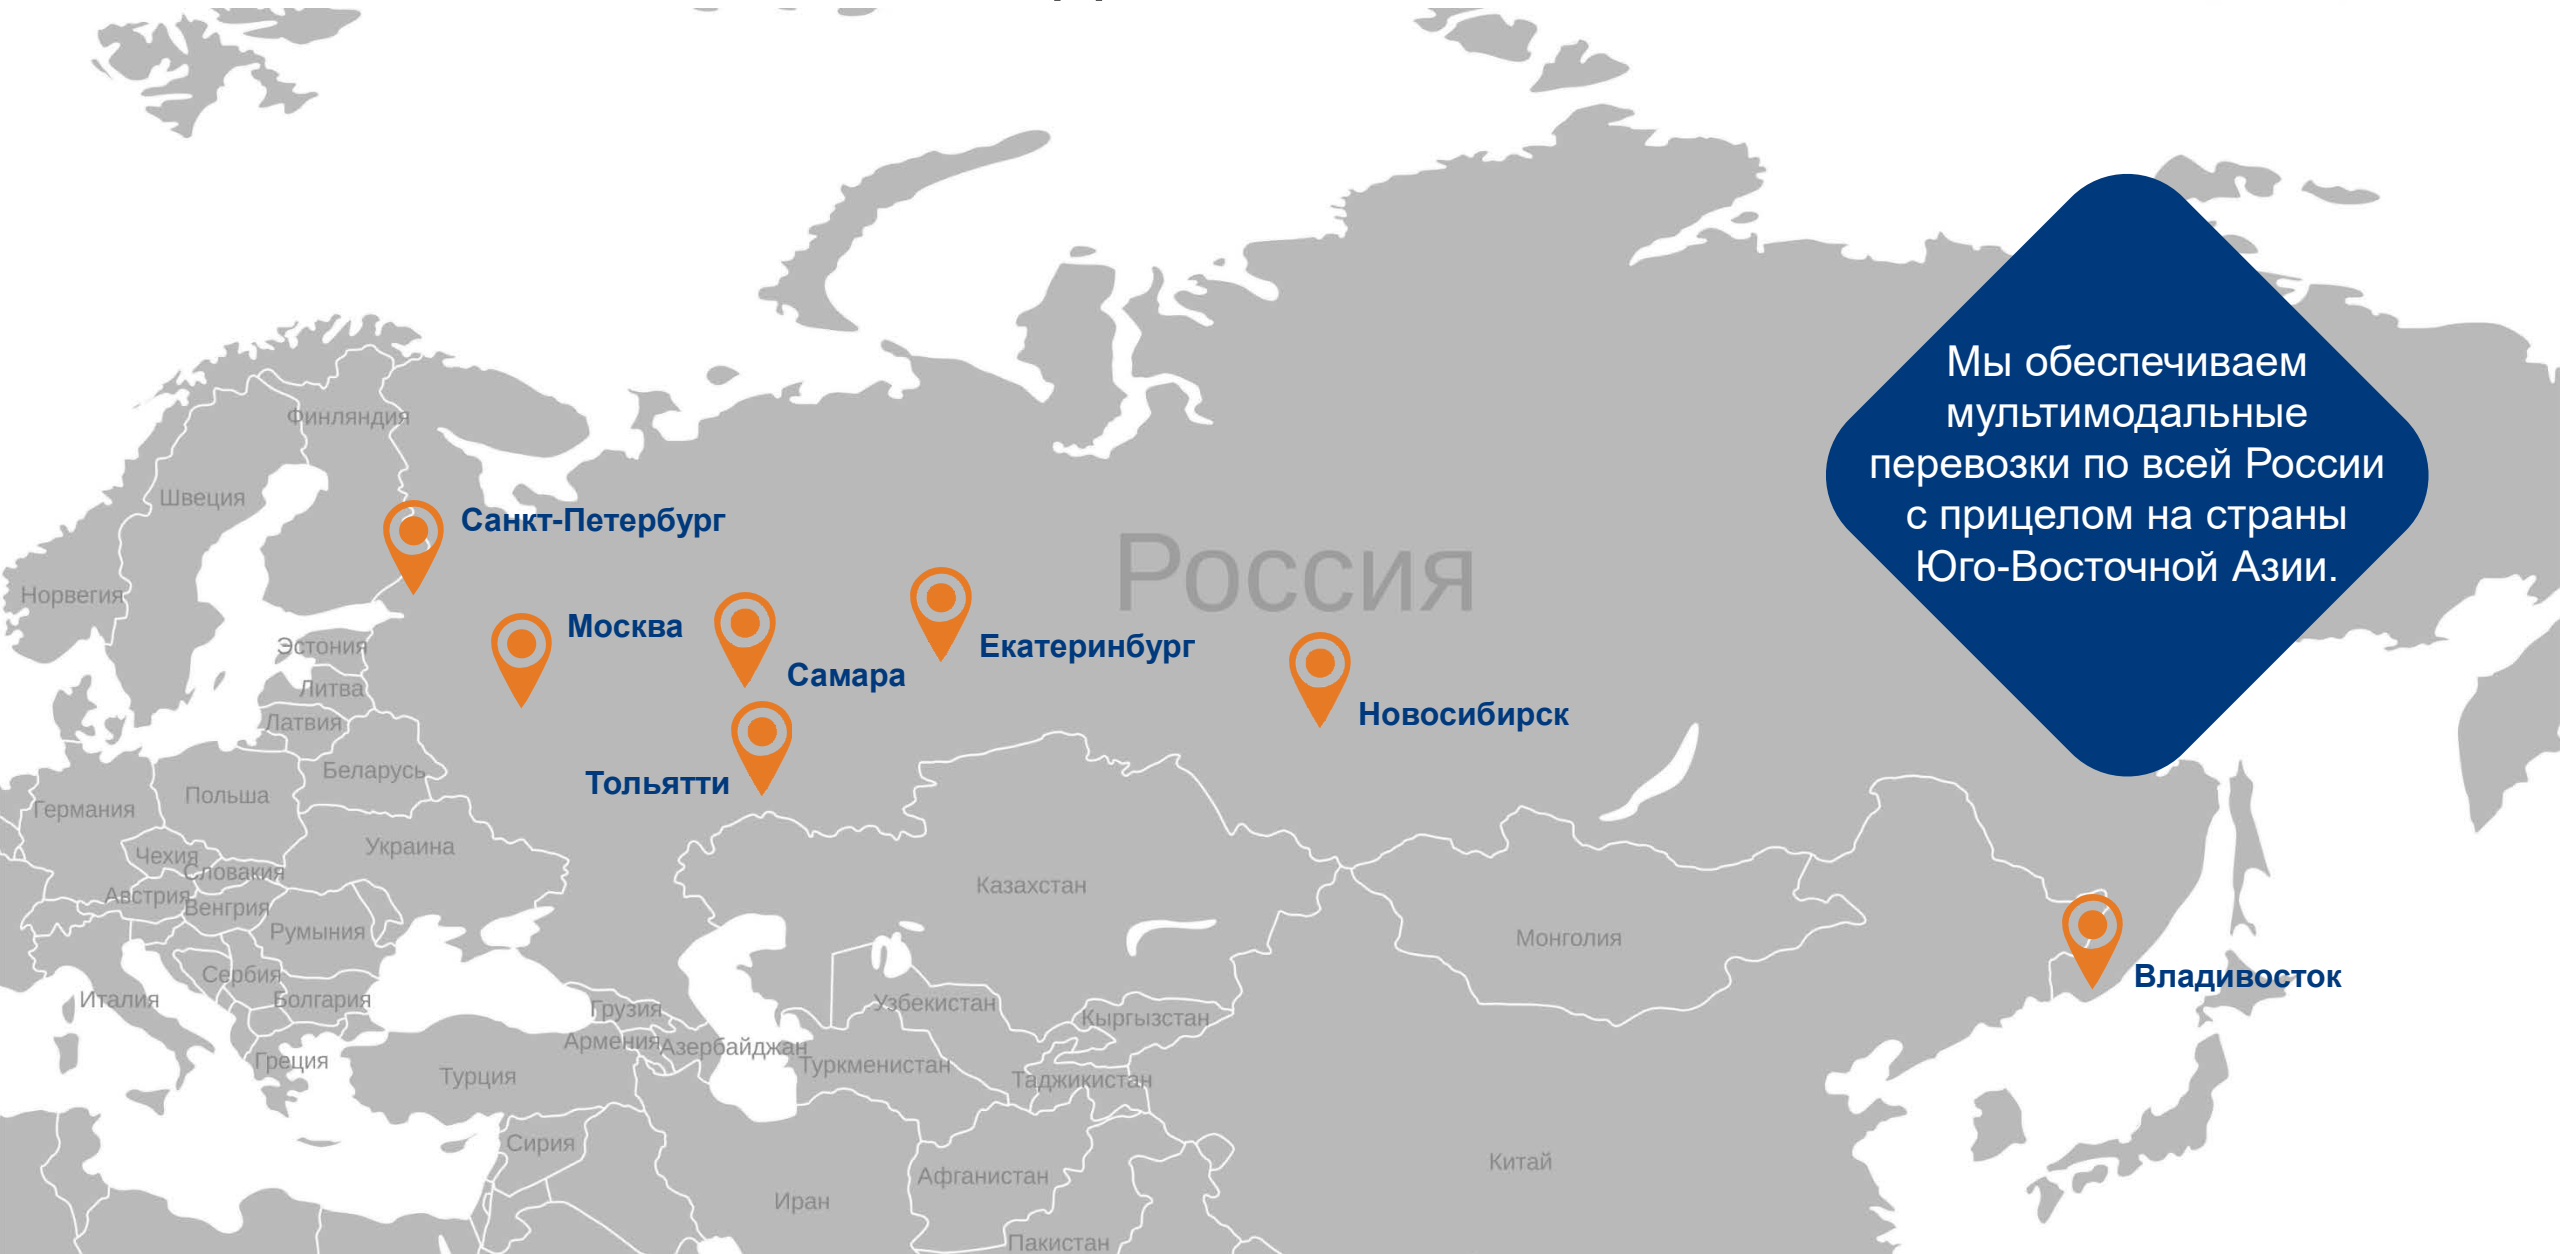 Мы обеспечиваем
мультимодальные
перевозки по всей России
с прицелом на страны
Юго-Восточной Азии.
Финляндия
Швеция
Санкт-Петербург
Россия
Норвегия
Москва
Эстония
Екатеринбург
Самара
Литва
Новосибирск
Латвия
Беларусь
Тольятти
Польша
Германия
Украина
Чехия
Словакия
Казахстан
Австрия
Венгрия
Румыния
Монголия
Сербия
Владивосток
Италия
Болгария
Грузия
Узбекистан
Кыргызстан
Армения
Азербайджан
Греция
Туркменистан
Турция
Таджикистан
Сирия
Китай
Афганистан
Иран
Пакистан